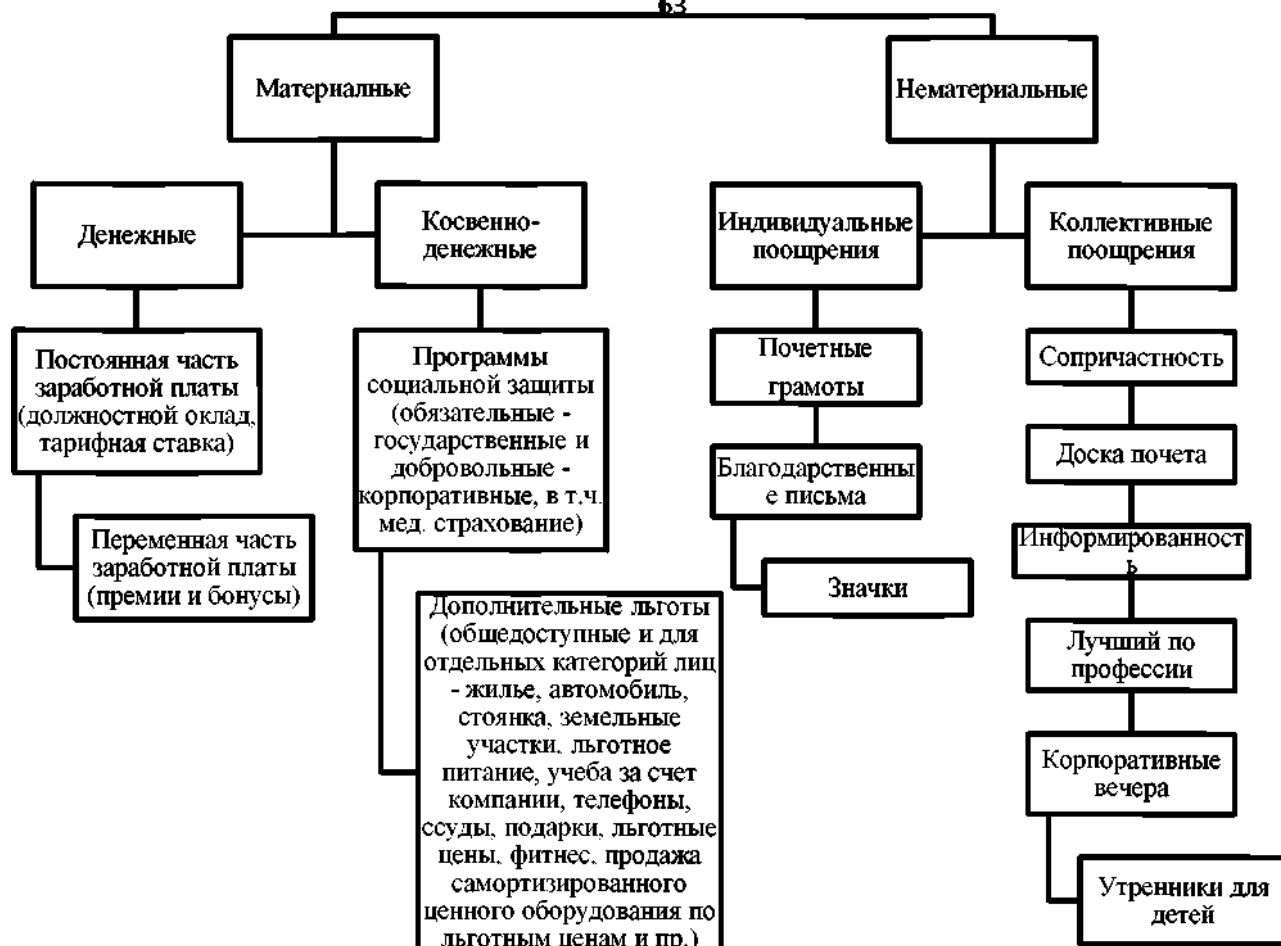 63
Материалные
Нематериальные
Денежные
Косвенно-
денежные
Индивидуальные
поощрения
Коллективные
поощрения
Постоянная часть
заработной платы
(должностной оклад,
тарифная ставка)
Переменная часть
заработной платы
(премии и бонусы)
Программы
социальной защиты
(обязательные -
государственные и
добровольные -
корпоративные, в т.ч.
мед. страхование)
Дополнительные льготы
(общедоступные и для
отдельных категорий лиц
- жилье, автомобиль,
стоянка, земельные
участки, льготное
питание, учеба за счет
компании, телефоны,
ссуды, подарки, льготные
цены, фитнес, продажа
самортизированного
ценного оборудования по
льготным ценам и пр.)
Почетные
грамоты
Благодарственны
е письма
Значки
Сопричастность
Доска почета
Информированност
ь
Лучший по
профессии
Корпоративные
вечера
Утренники для
детей